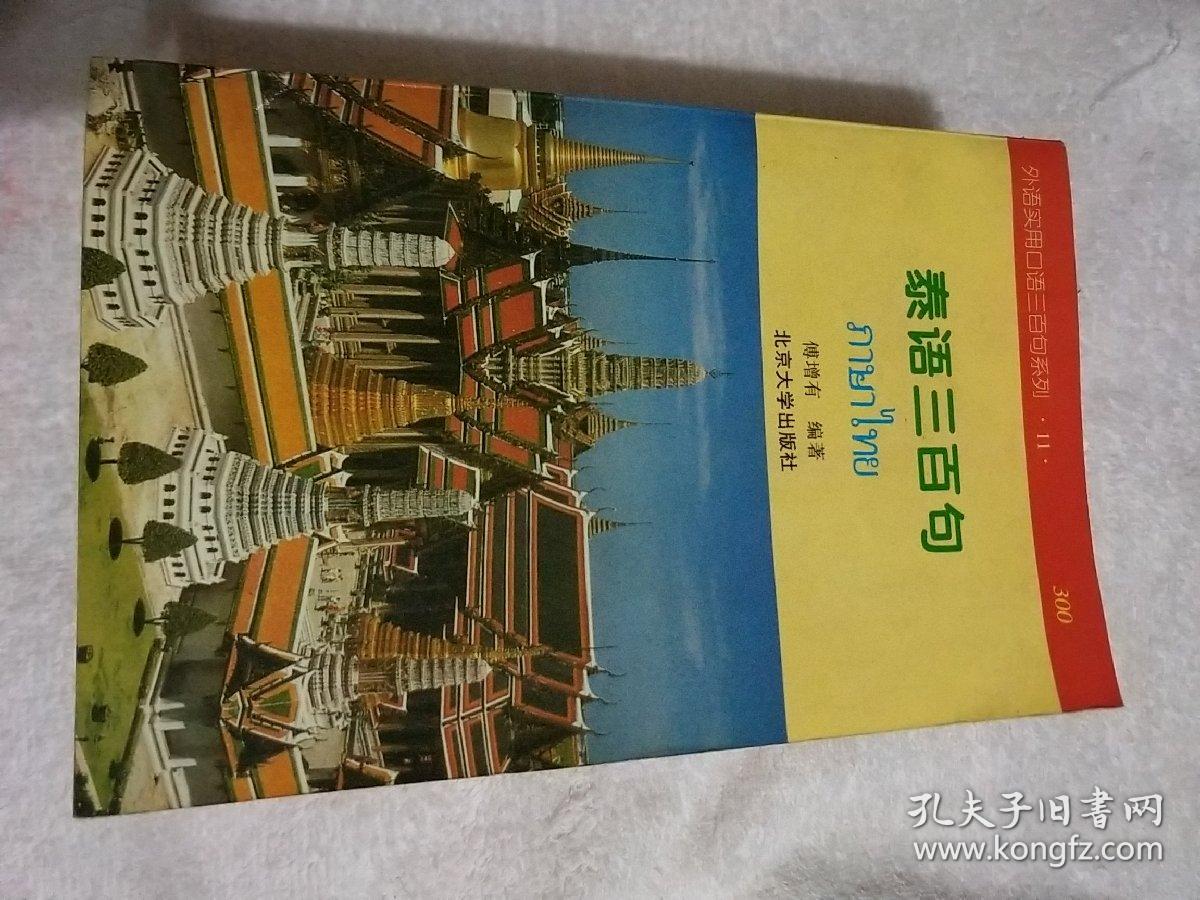 外语实用口语三百句系列 · 11 ·
300
泰语三百句
ภาษาไทย
傅增有 编著
北京大学出版社
孔夫子旧书网
www.kongfz.com